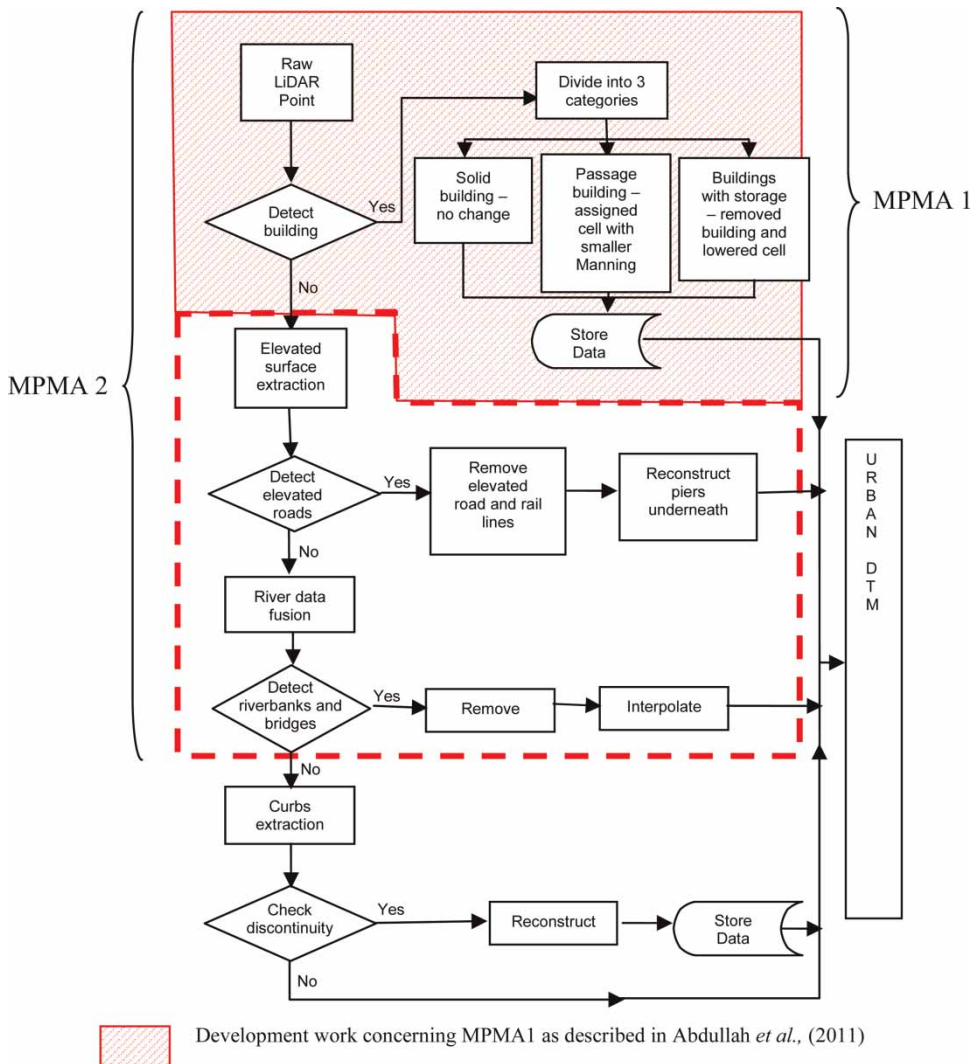 Raw
LiDAR
Point
Divide into 3
categories
MPMA 1
Solid
building –
no change
Passage
building –
assigned
cell with
smaller
Manning
Buildings
with storage
– removed
building and
lowered cell
Detect
building
Yes
No
Store
Data
MPMA 2
Elevated
surface
extraction
Detect
elevated
roads
Yes
Remove
elevated
road and rail
lines
Reconstruct
piers
underneath
No
URBAN DTM
River data
fusion
Detect
riverbanks and
bridges
Yes
Remove
Interpolate
No
Curbs
extraction
Check
discontinuity
Yes
Reconstruct
Store
Data
No
Development work concerning MPMA1 as described in Abdullah et al., (2011)